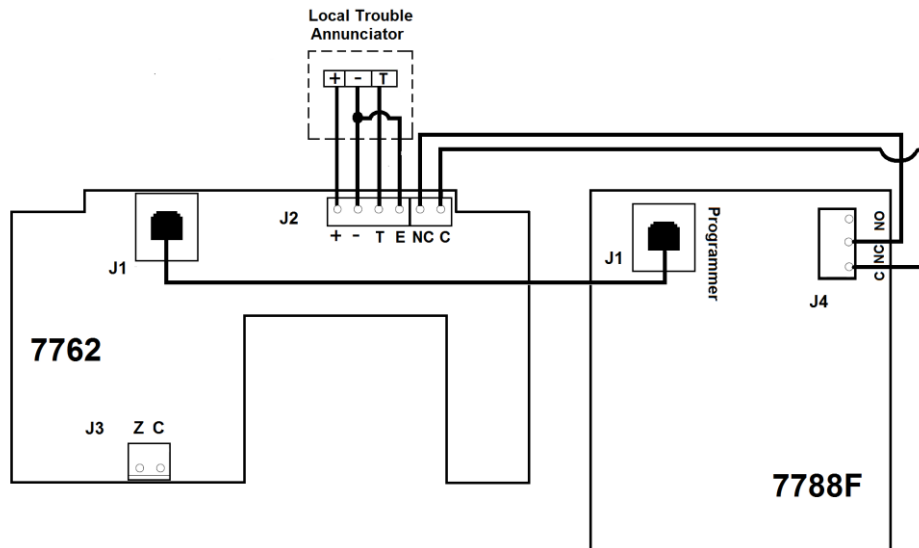 Local Trouble
Annunciator
+ - T
J2
+ - T E NC C
J1
J1
Programmer
NO
NC
C
J4
7762
J3
Z C
7788F